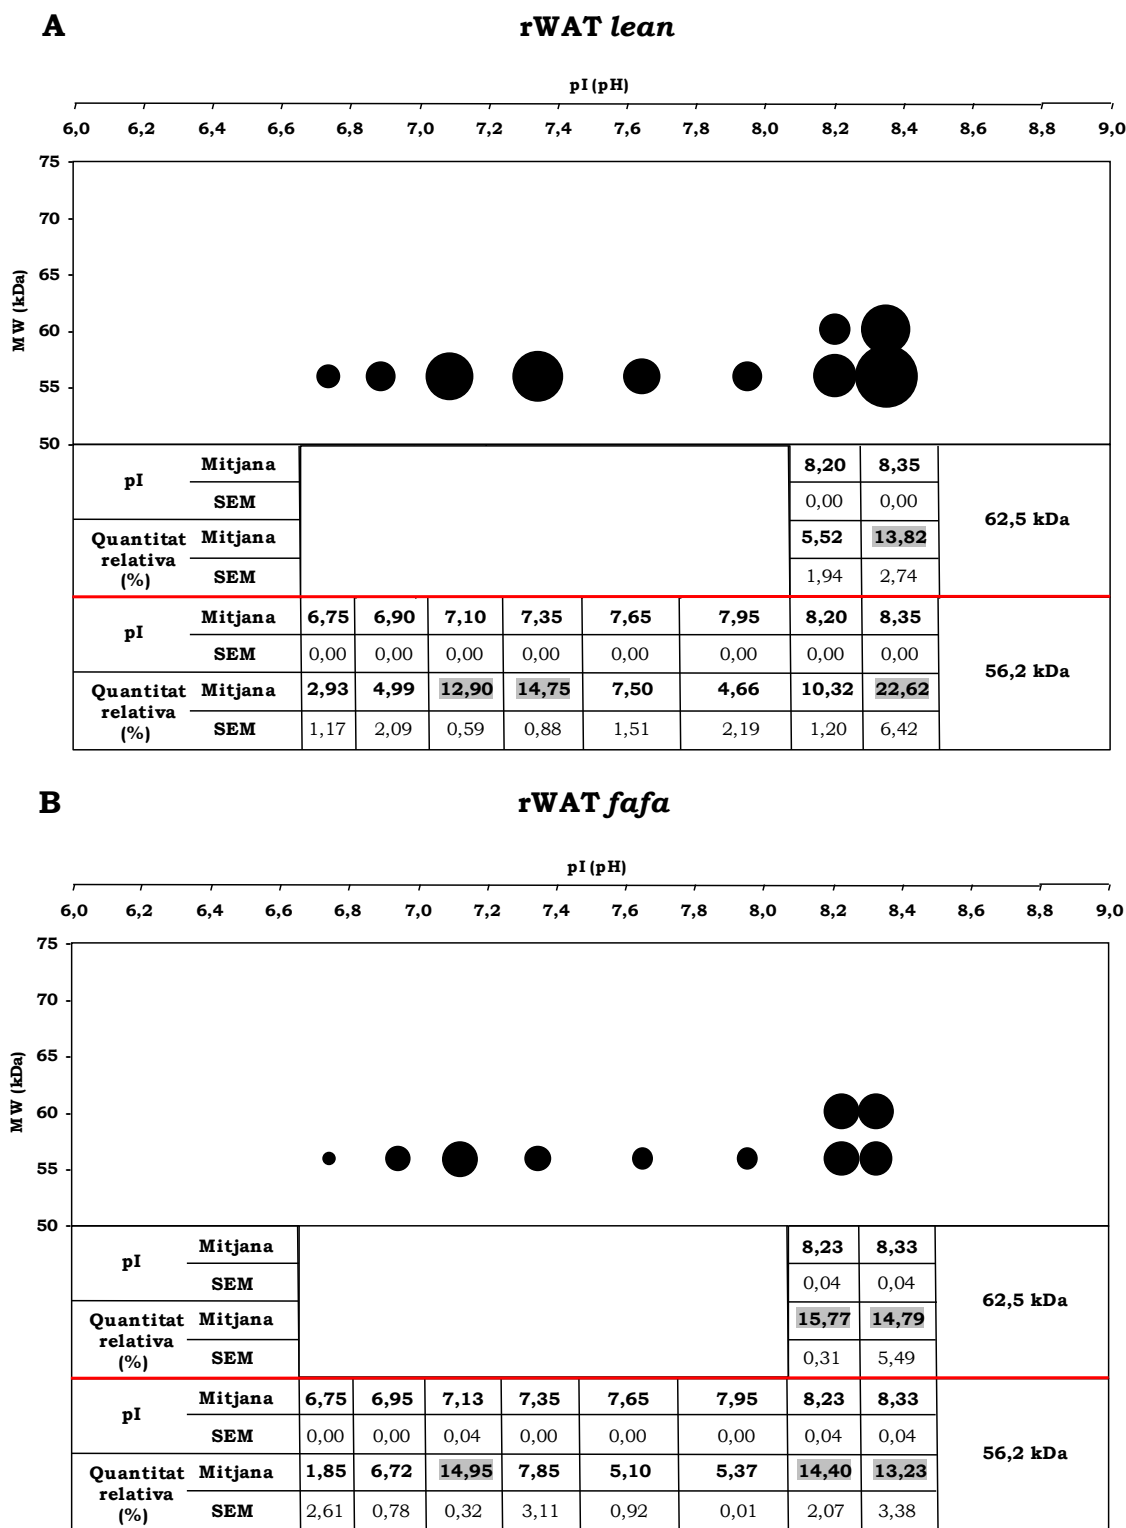 A
rWAT lean
pI (pH)
6,0 6,2 6,4 6,6 6,8 7,0 7,2 7,4 7,6 7,8 8,0 8,2 8,4 8,6 8,8 9,0
75
70
65
60
55
50
MW (kDa)
pI Mitjana 8,20 8,35
SEM 0,00 0,00
62,5 kDa
Quantitat relativa (%) Mitjana 5,52 13,82
SEM 1,94 2,74
pI Mitjana 6,75 6,90 7,10 7,35 7,65 7,95 8,20 8,35
SEM 0,00 0,00 0,00 0,00 0,00 0,00 0,00 0,00
56,2 kDa
Quantitat relativa (%) Mitjana 2,93 4,99 12,90 14,75 7,50 4,66 10,32 22,62
SEM 1,17 2,09 0,59 0,88 1,51 2,19 1,20 6,42
B
rWAT fafa
pI (pH)
6,0 6,2 6,4 6,6 6,8 7,0 7,2 7,4 7,6 7,8 8,0 8,2 8,4 8,6 8,8 9,0
75
70
65
60
55
50
MW (kDa)
pI Mitjana 8,23 8,33
SEM 0,04 0,04
62,5 kDa
Quantitat relativa (%) Mitjana 15,77 14,79
SEM 0,31 5,49
pI Mitjana 6,75 6,95 7,13 7,35 7,65 7,95 8,23 8,33
SEM 0,00 0,00 0,04 0,00 0,00 0,00 0,04 0,04
56,2 kDa
Quantitat relativa (%) Mitjana 1,85 6,72 14,95 7,85 5,10 5,37 14,40 13,23
SEM 2,61 0,78 0,32 3,11 0,92 0,01 2,07 3,38